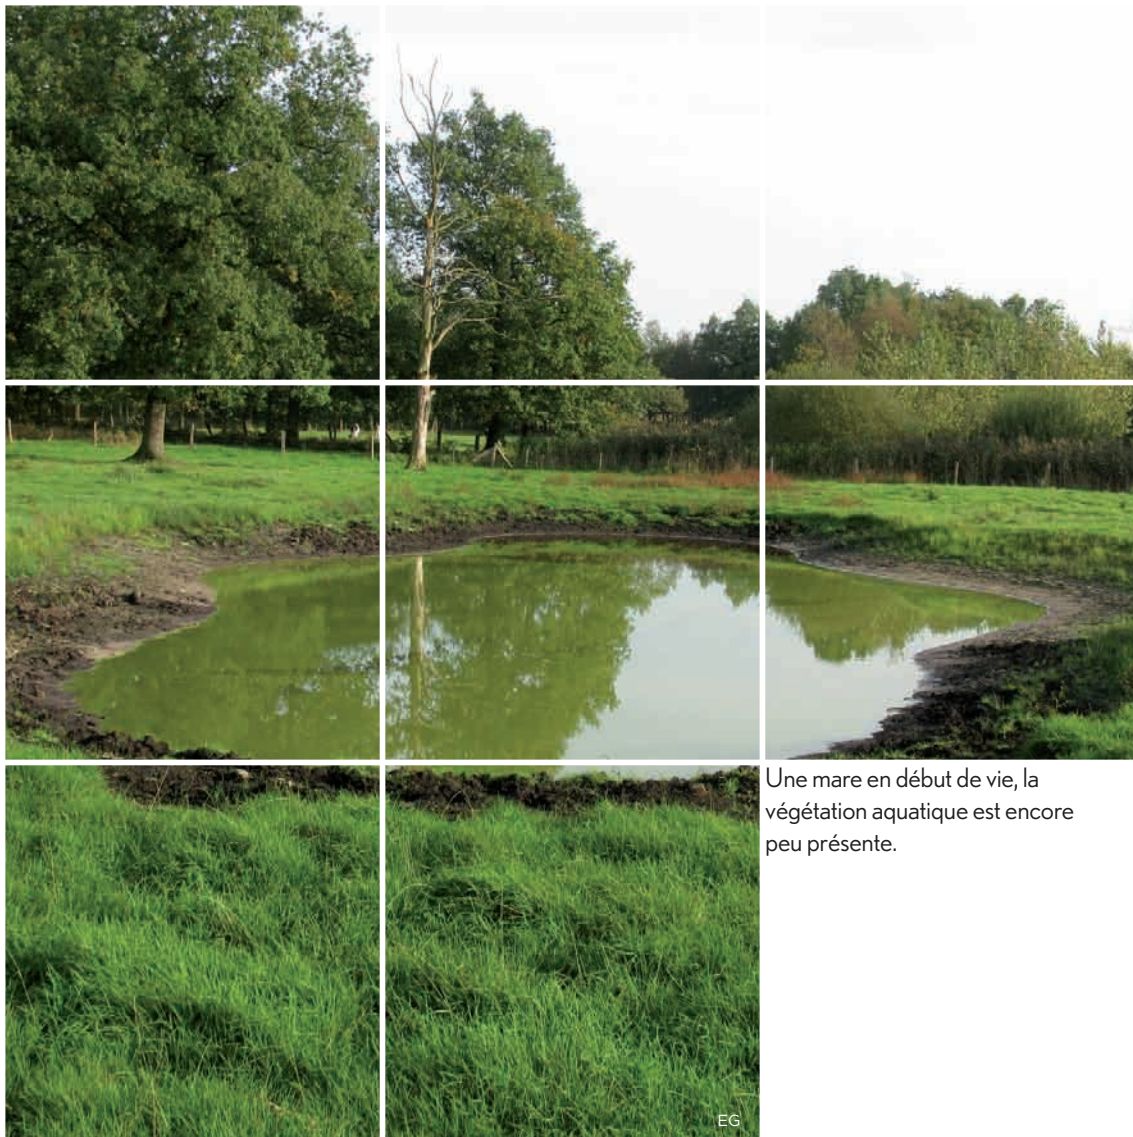 Une mare en début de vie, la
végétation aquatique est encore
peu présente.
EG